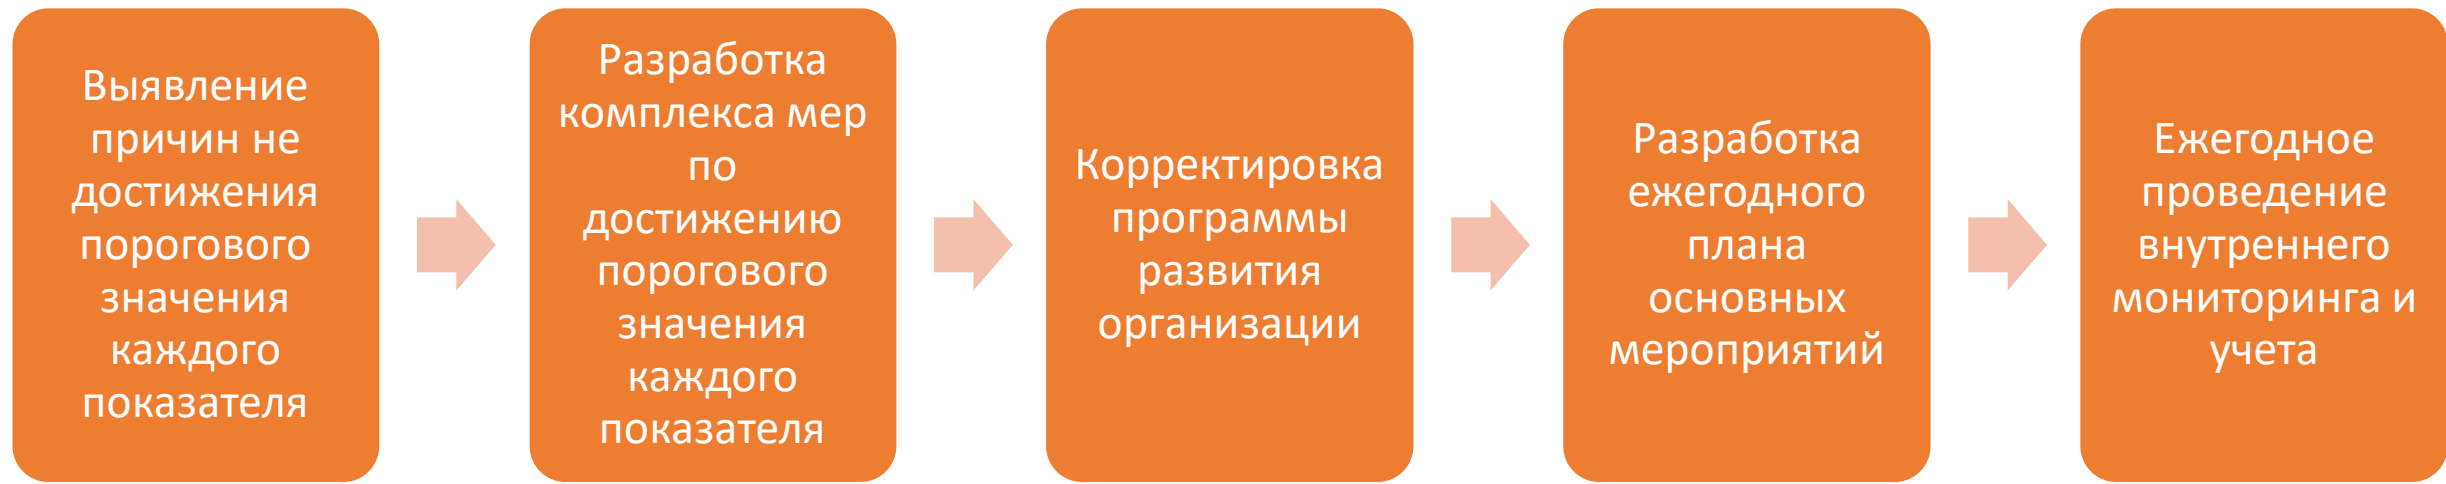 Выявление
причин не
достижения
порогового
значения
каждого
показателя
Разработка
комплекса мер
по
достижению
порогового
значения
каждого
показателя
Корректировка
программы
развития
организации
Разработка
ежегодного
плана
основных
мероприятий
Ежегодное
проведение
внутреннего
мониторинга и
учета